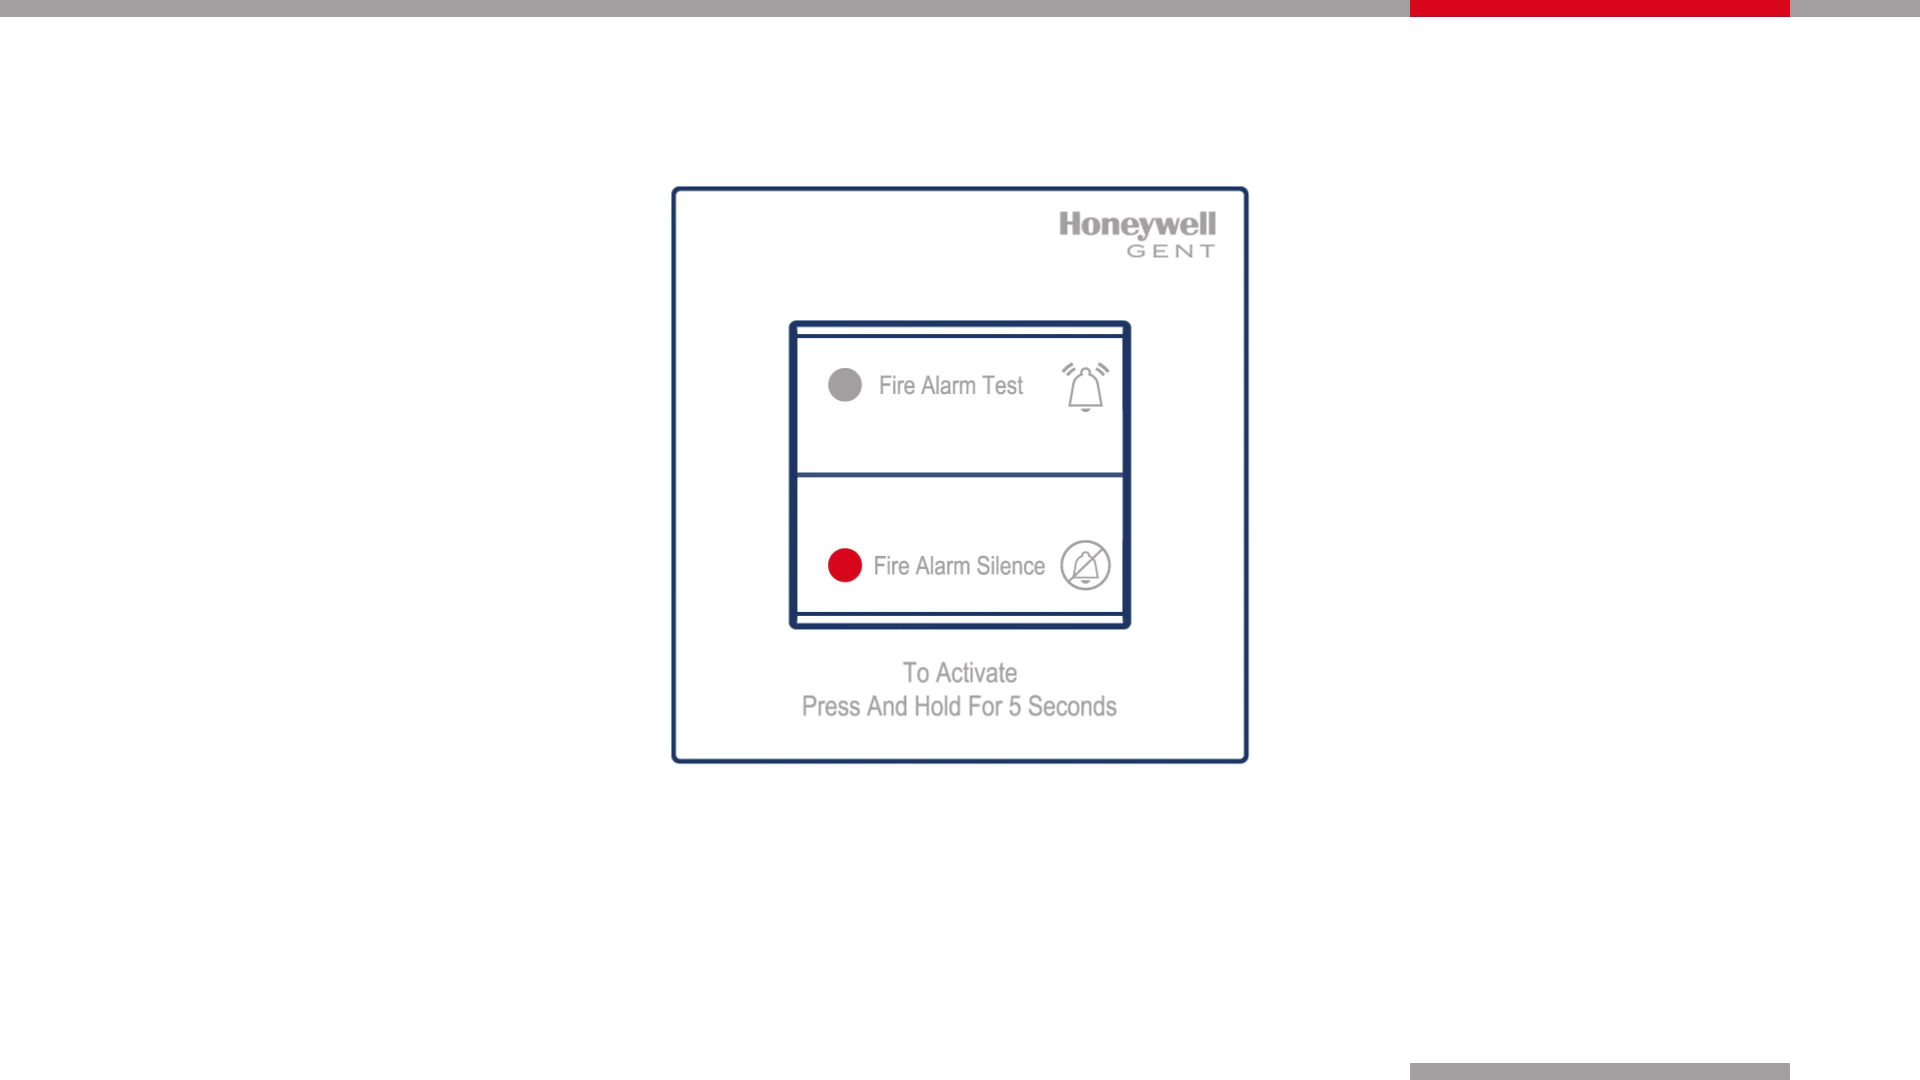 Honeywell
GENT
Fire Alarm Test
Fire Alarm Silence
To Activate
Press And Hold For 5 Seconds